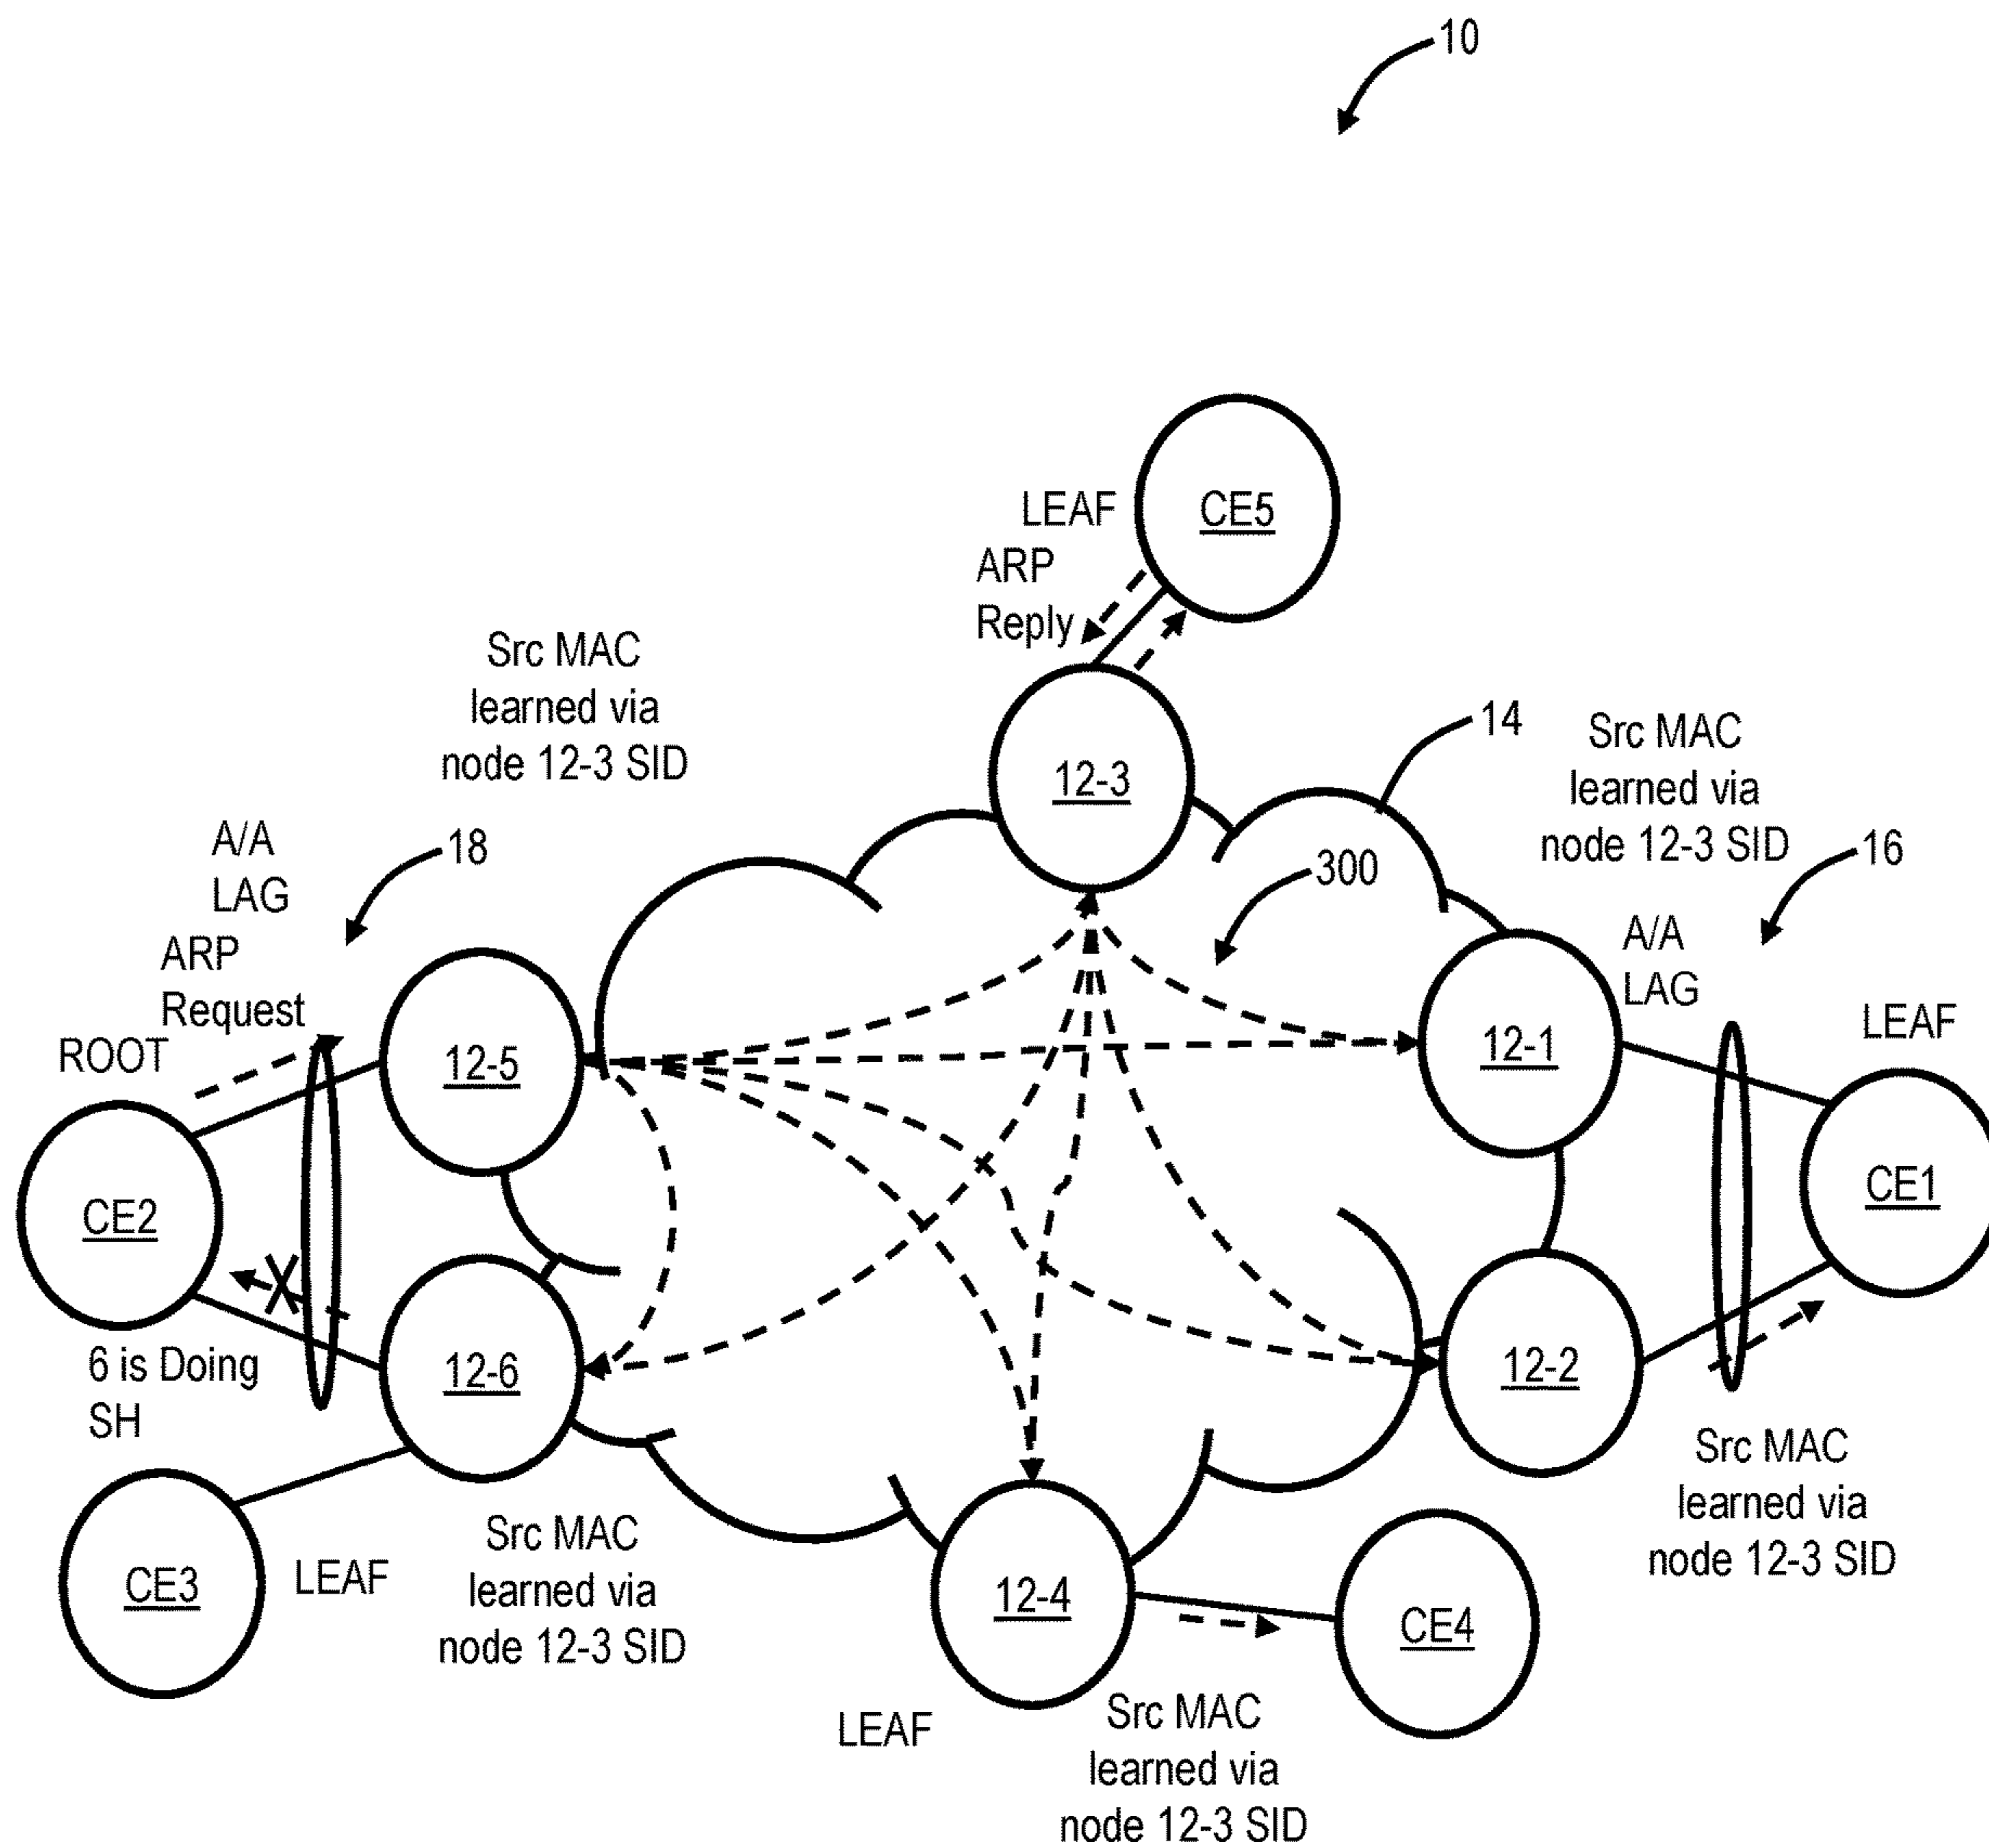 10
LEAF
CE5
ARP
Reply
Src MAC
learned via
node 12-3 SID
12-3
14
Src MAC
learned via
node 12-3 SID
A/A
LAG
18
300
16
ARP
Request
ROOT
12-5
A/A
LAG
12-1
LEAF
CE2
CE1
6 is Doing
SH
12-6
12-2
CE3
LEAF
Src MAC
learned via
node 12-3 SID
12-4
CE4
Src MAC
learned via
node 12-3 SID
LEAF
Src MAC
learned via
node 12-3 SID